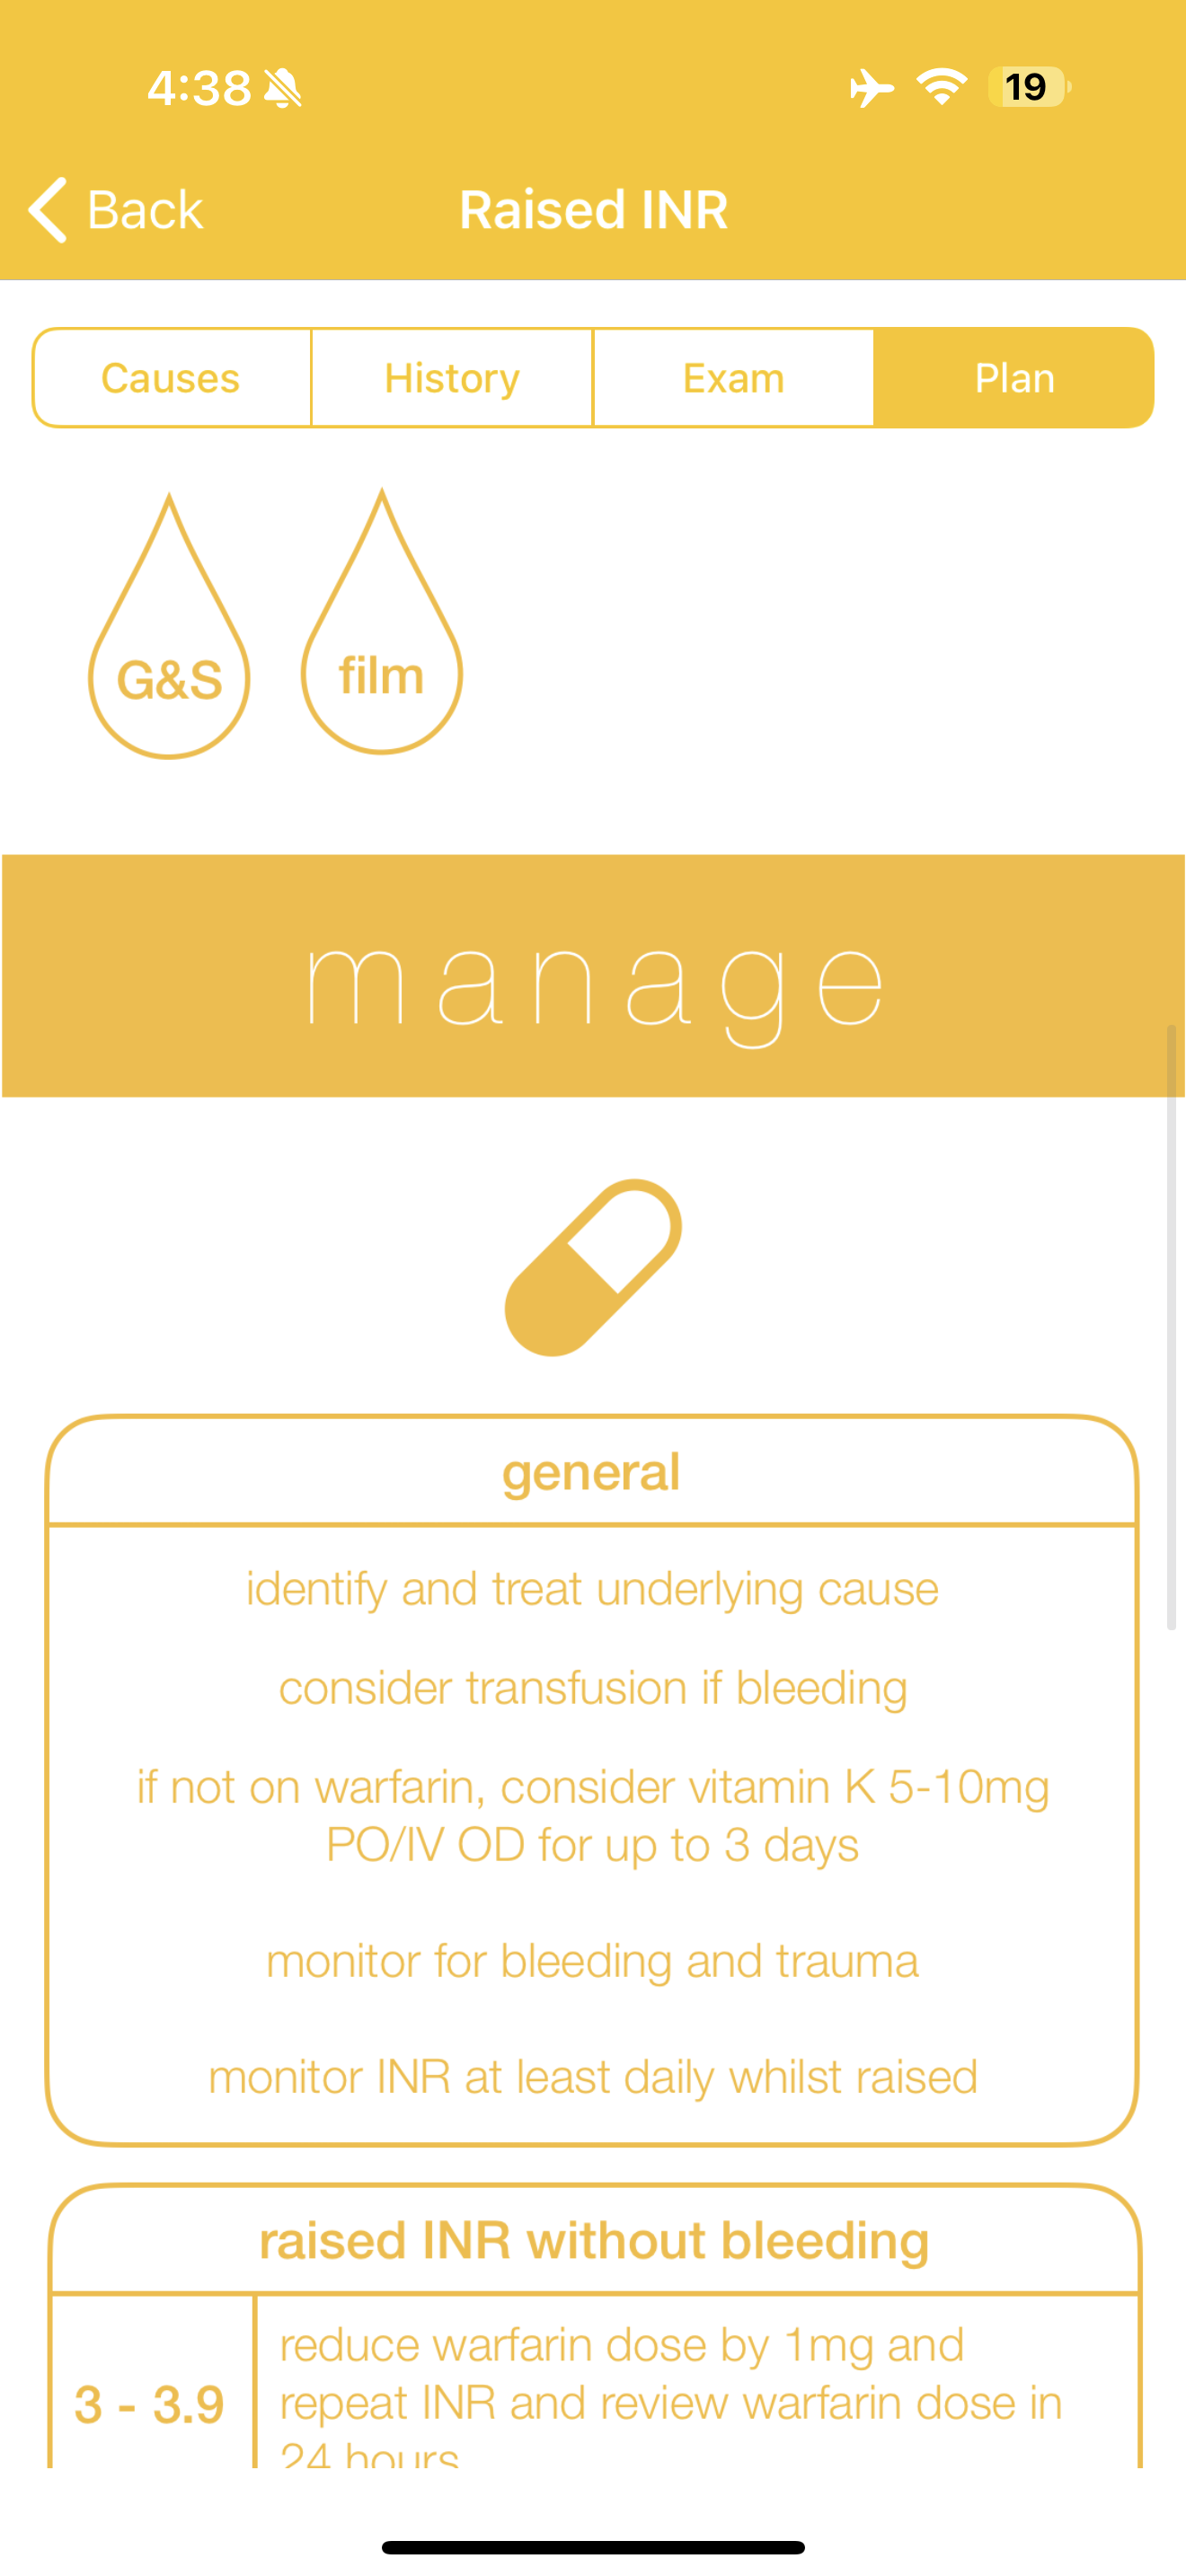 4:38
19
Back
Raised INR
Causes
History
Exam
Plan
G&S
film
manage
general
identify and treat underlying cause
consider transfusion if bleeding
if not on warfarin, consider vitamin K 5-10mg
PO/IV OD for up to 3 days
monitor for bleeding and trauma
monitor INR at least daily whilst raised
raised INR without bleeding
3 - 3.9
reduce warfarin dose by 1mg and
repeat INR and review warfarin dose in
24 hours